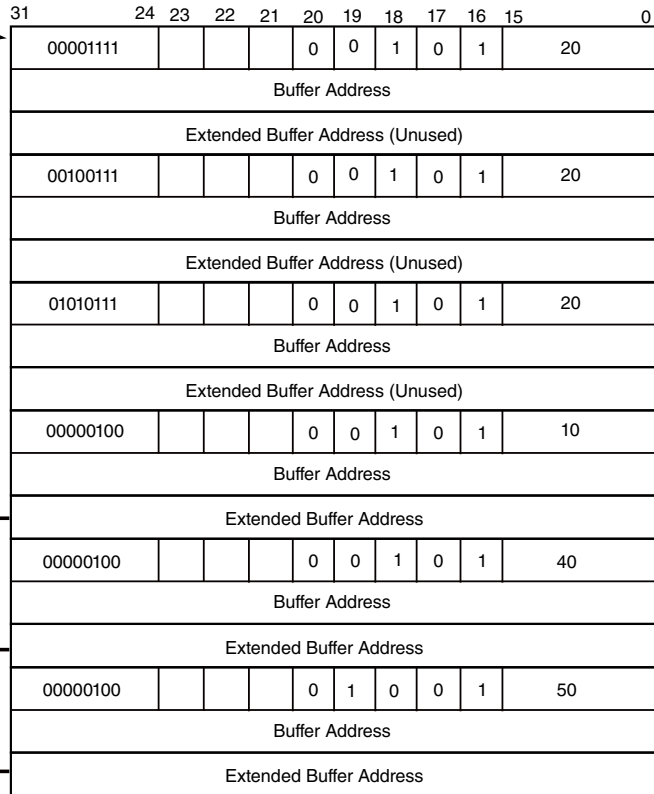 31 24 23 22 21 20 19 18 17 16 15 0
00001111 0 0 1 0 1 20
Buffer Address
Extended Buffer Address (Unused)
00100111 0 0 1 0 1 20
Buffer Address
Extended Buffer Address (Unused)
01010111 0 0 1 0 1 20
Buffer Address
Extended Buffer Address (Unused)
00000100 0 0 1 0 1 10
Buffer Address
Extended Buffer Address
00000100 0 0 1 0 1 40
Buffer Address
Extended Buffer Address
00000100 0 1 0 0 1 50
Buffer Address
Extended Buffer Address